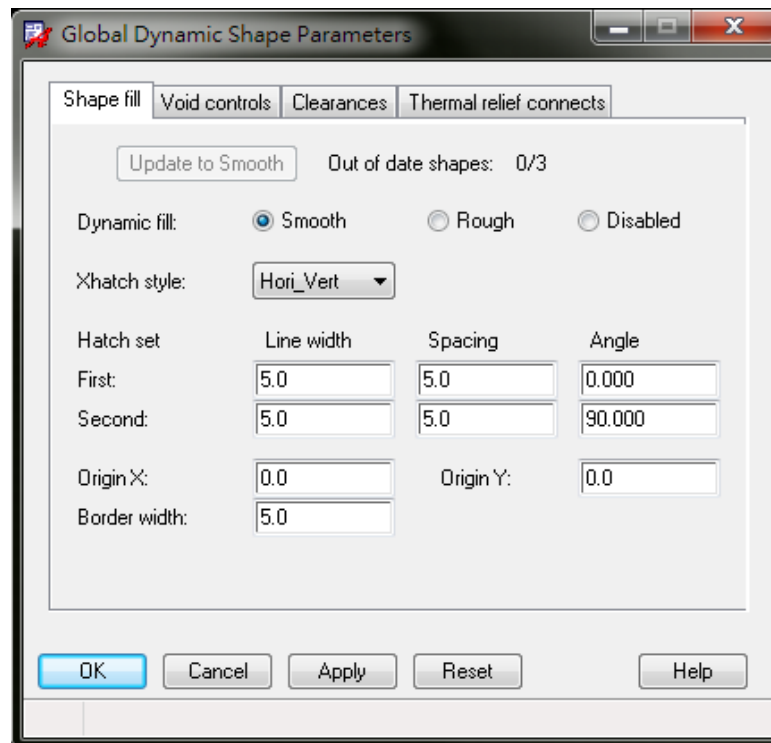 Global Dynamic Shape Parameters
Shape fill Void controls Clearances Thermal relief connects
Update to Smooth Out of date shapes: 0/3
Dynamic fill: Smooth Rough Disabled
Xhatch style: Hori_Vert
Hatch set Line width Spacing Angle
First: 5.0 5.0 0.000
Second: 5.0 5.0 90.000
Origin X: 0.0 Origin Y: 0.0
Border width: 5.0
OK Cancel Apply Reset Help